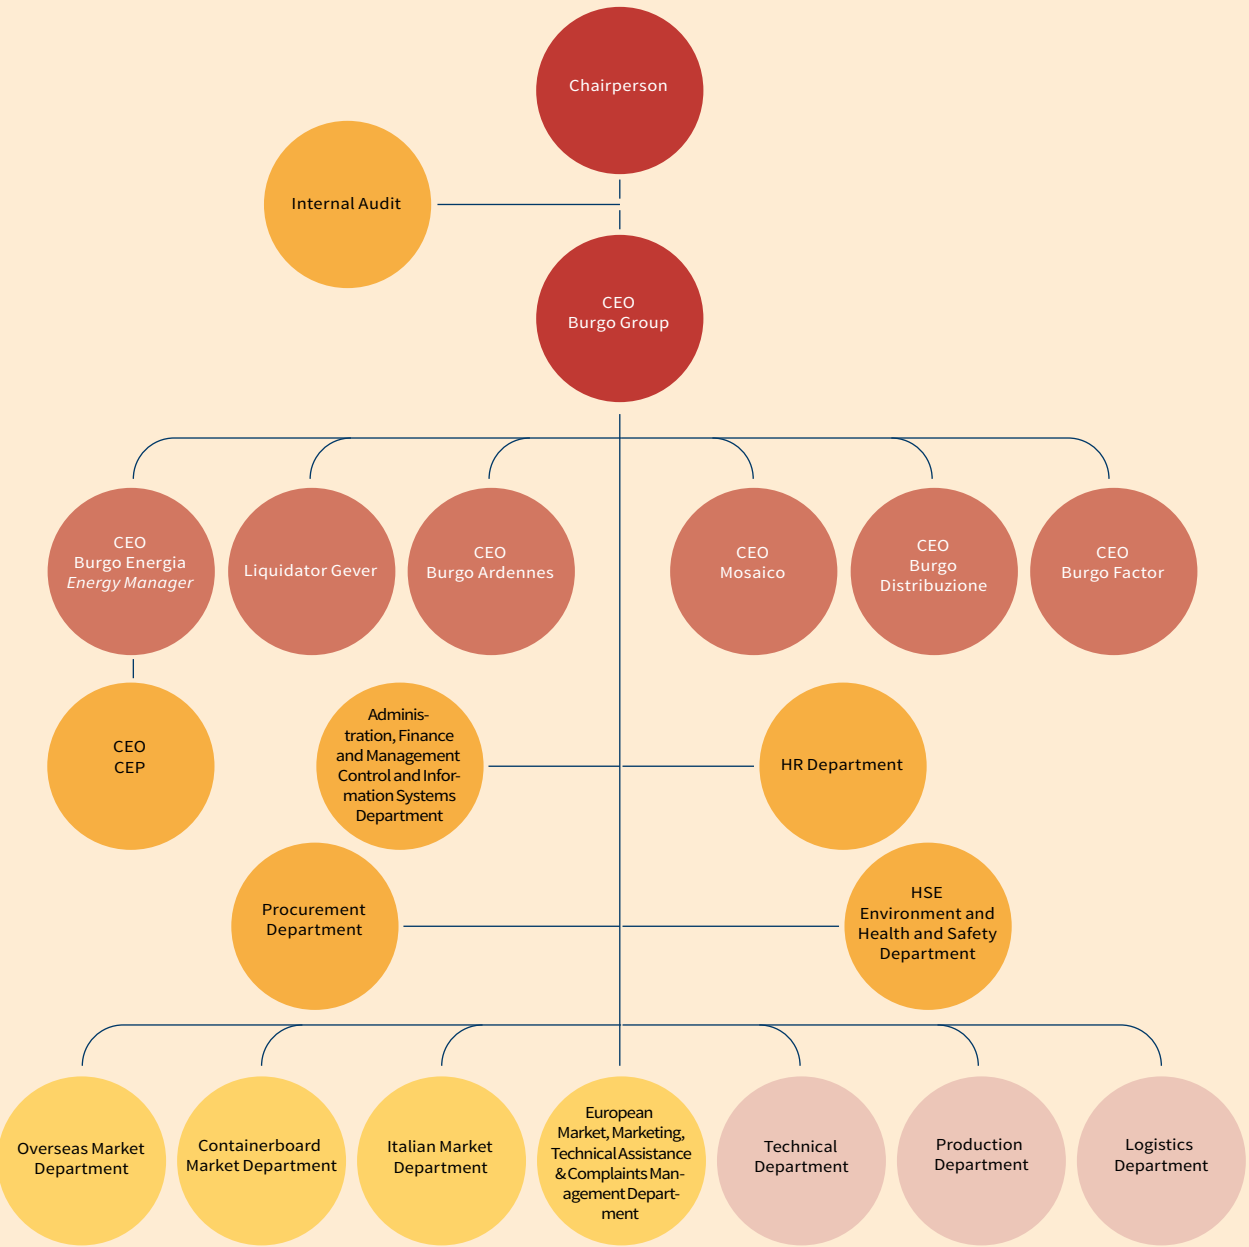 Chairperson
Internal Audit
CEO
Burgo Group
CEO
Burgo Energia
Energy Manager
Liquidator Gever
CEO
Burgo Ardennes
CEO
Mosaico
CEO
Burgo
Distribuzione
CEO
Burgo Factor
CEO
CEP
Adminis-
tration, Finance
and Management
Control and Infor-
mation Systems
Department
HR Department
Procurement
Department
HSE
Environment and
Health and Safety
Department
Overseas Market
Department
Containerboard
Market Department
Italian Market
Department
European
Market, Marketing,
Technical Assistance
& Complaints Man-
agement Depart-
ment
Technical
Department
Production
Department
Logistics
Department